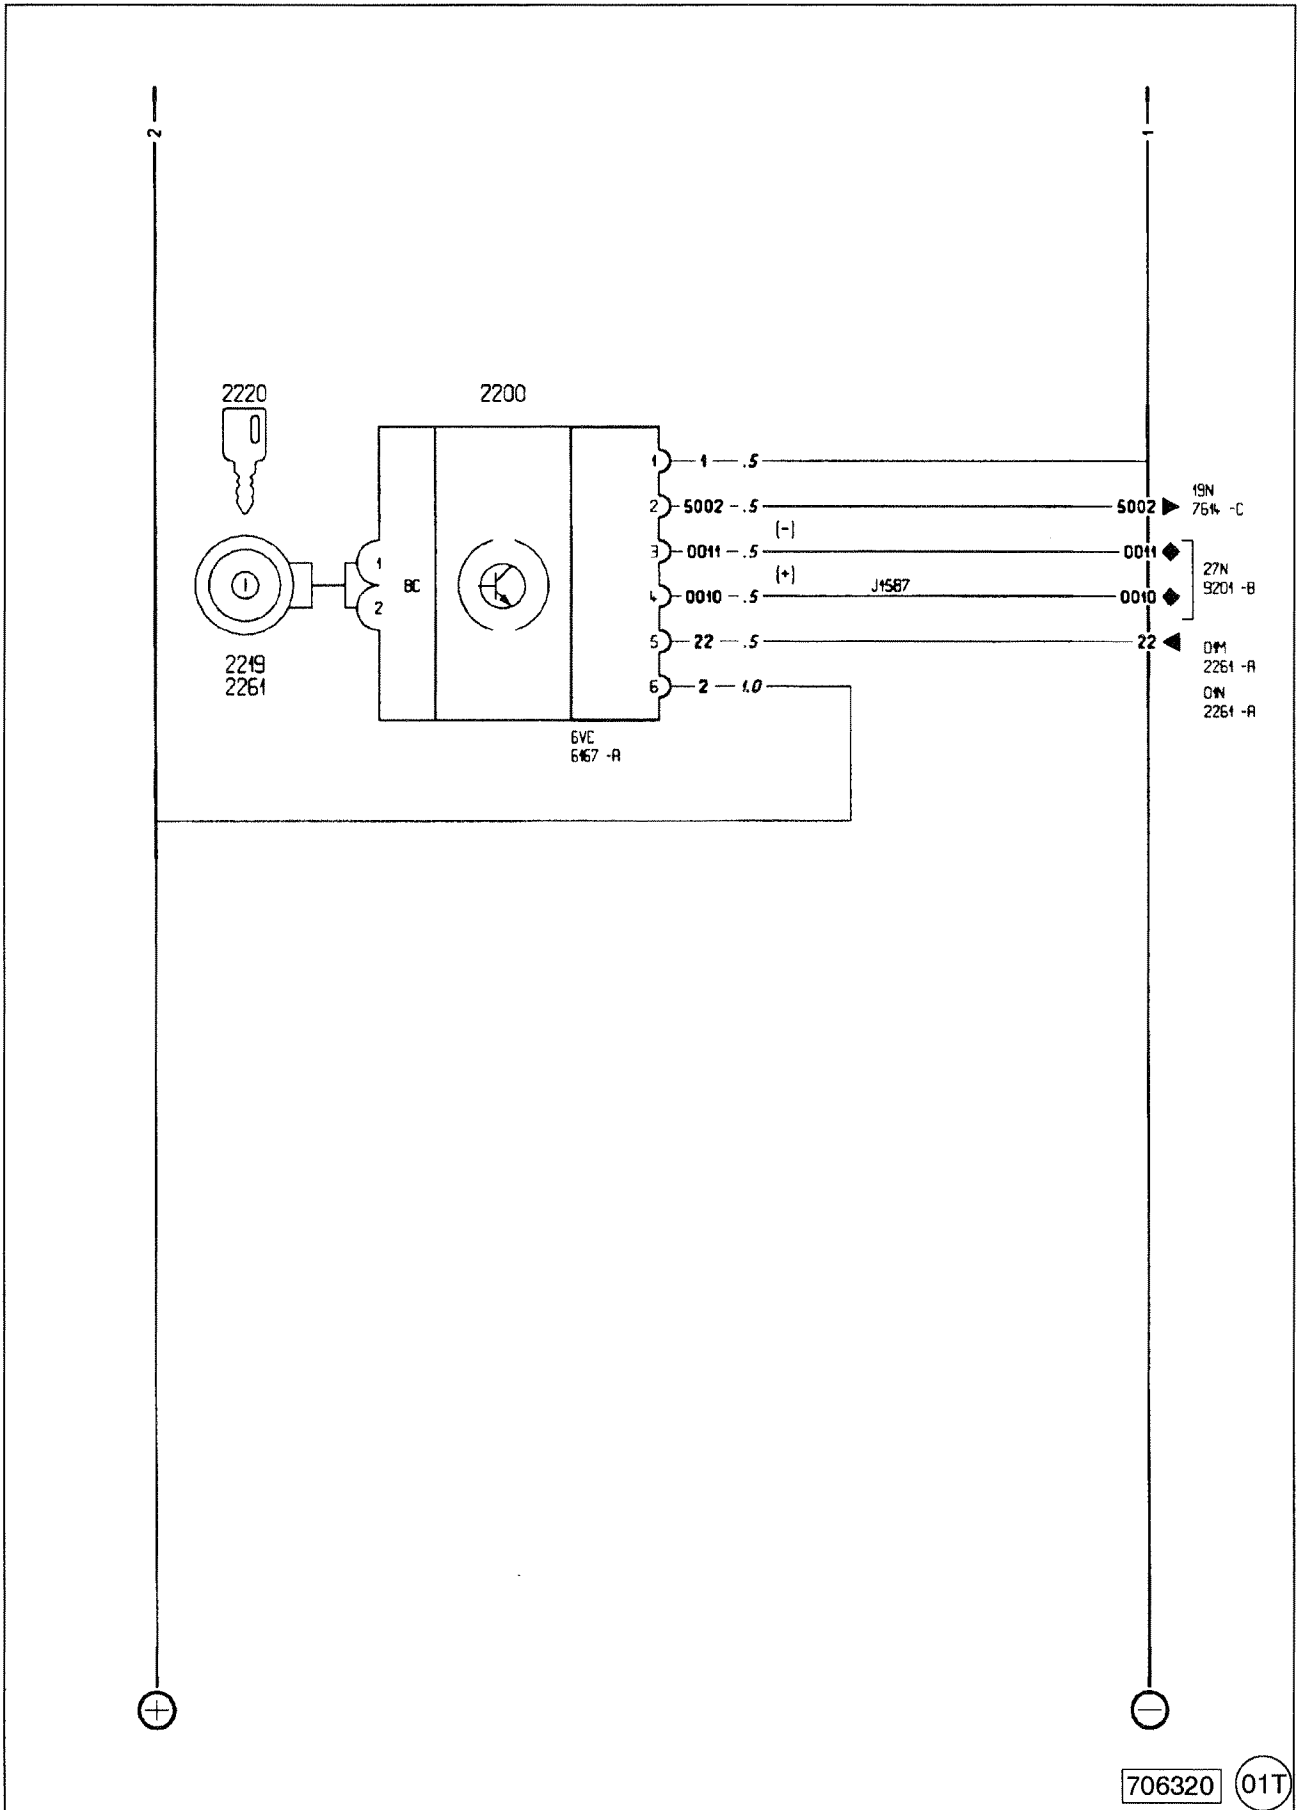 2
1
2220
2200
1 1 .5
2 5002 .5 5002 19N
7614 -C
(-)
3 0011 .5 0011
(+)
27N
9201 -B
4 0010 .5 J1587 0010
1
BC
2
5 22 .5 22
01M
2261 -A
01N
2261 -A
6 2 1.0
2219
2261
6VE
6167 -A
+
−
706320 01T